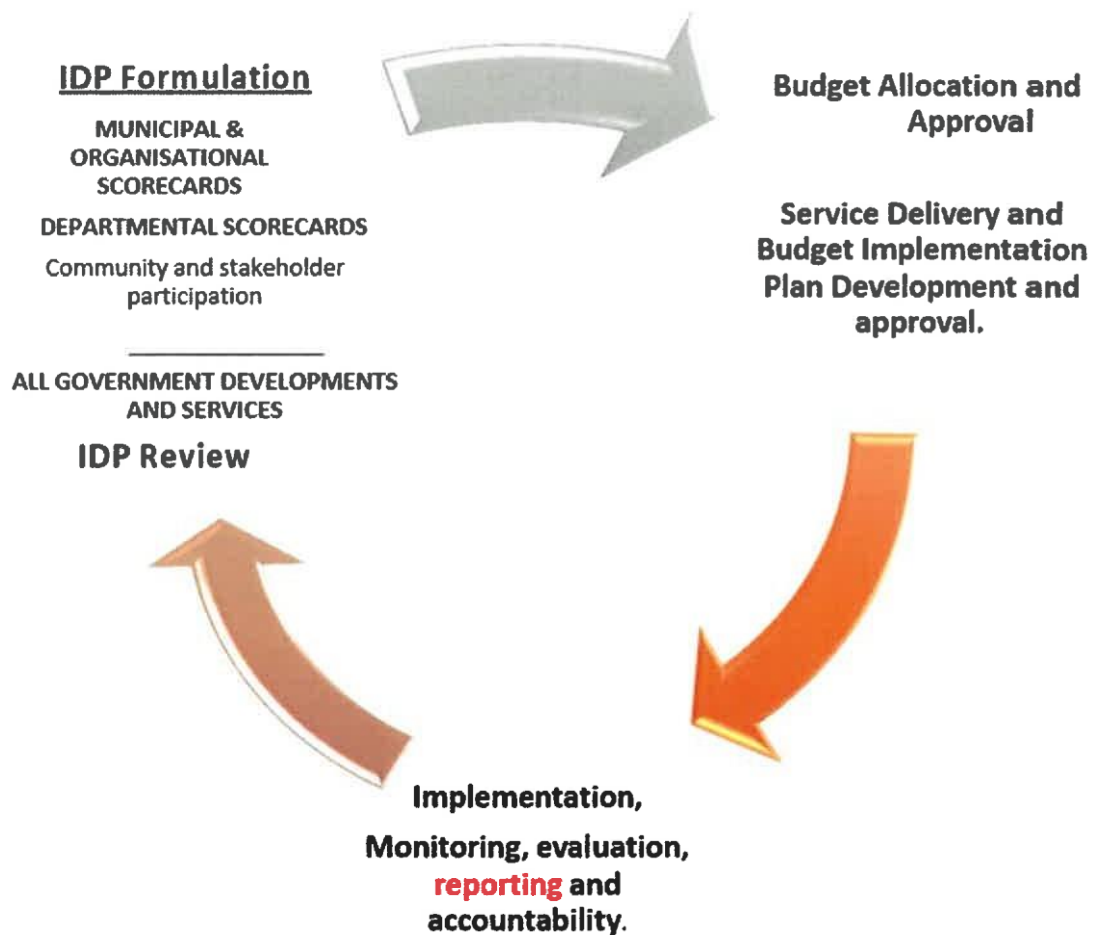 IDP Formulation
MUNICIPAL &
ORGANISATIONAL
SCORECARDS
DEPARTMENTAL SCORECARDS
Community and stakeholder
participation
ALL GOVERNMENT DEVELOPMENTS
AND SERVICES
IDP Review
Budget Allocation and
Approval
Service Delivery and
Budget Implementation
Plan Development and
approval.
Implementation,
Monitoring, evaluation,
reporting and
accountability.